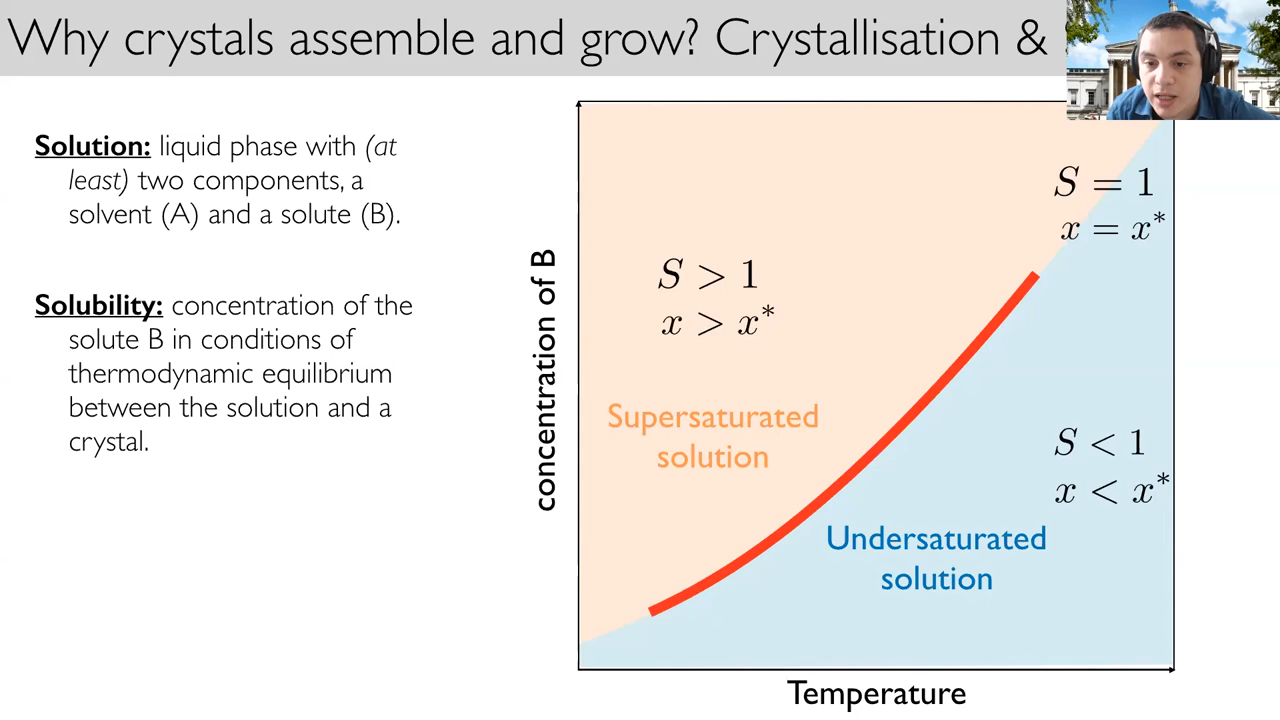 Why crystals assemble and grow? Crystallisation &
Solution: liquid phase with (at
least) two components, a
solvent (A) and a solute (B).
Solubility: concentration of the
solute B in conditions of
thermodynamic equilibrium
between the solution and a
crystal.
concentration of B
S = 1
x = x*
S > 1
x > x*
Supersaturated
solution
S < 1
x < x*
Undersaturated
solution
Temperature